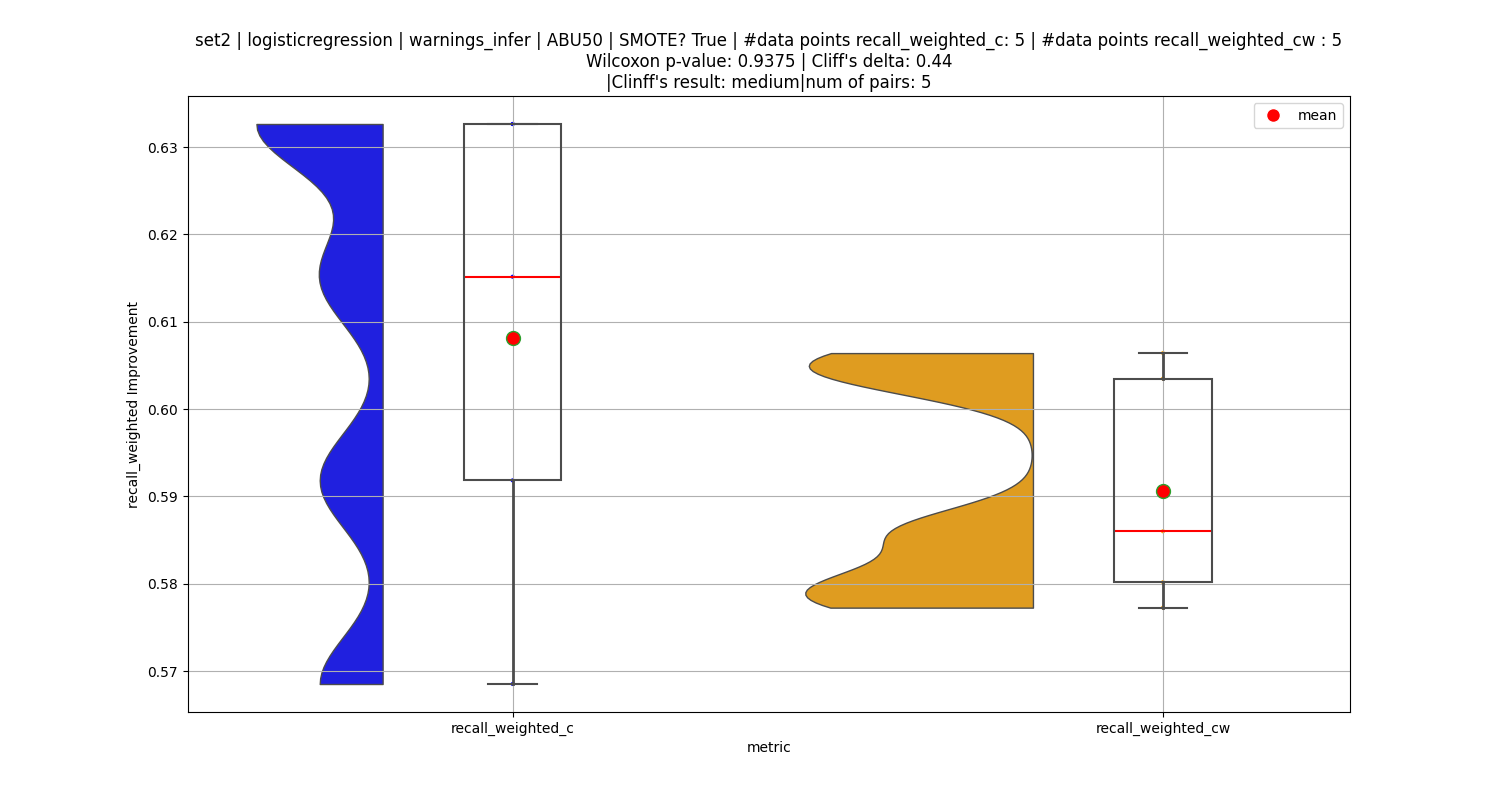 set2 | logisticregression | warnings_infer | ABU50 | SMOTE? True | #data points recall_weighted_c: 5 | #data points recall_weighted_cw : 5
Wilcoxon p-value: 0.9375 | Cliff's delta: 0.44
|Clinff's result: medium|num of pairs: 5
mean
0.63
0.62
0.61
0.60
0.59
0.58
0.57
recall_weighted Improvement
recall_weighted_c
recall_weighted_cw
metric